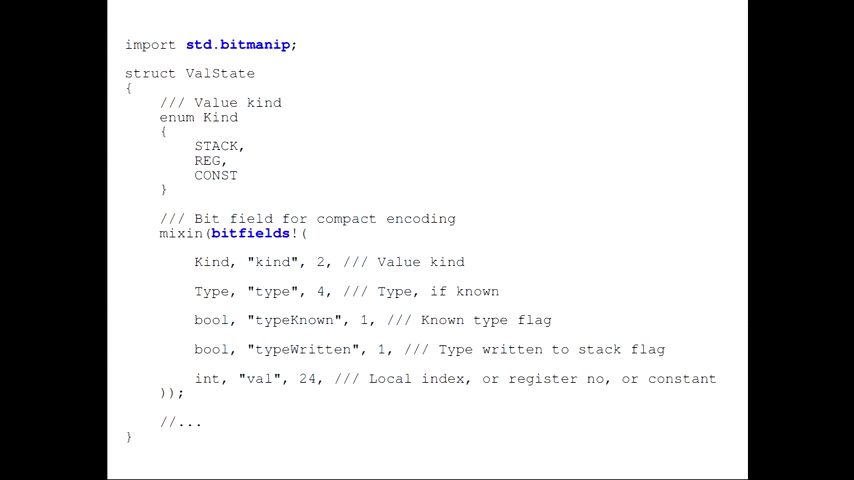 import std.bitmanip;
struct ValState
{
/// Value kind
enum Kind
{
STACK,
REG,
CONST
}
/// Bit field for compact encoding
mixin(bitfields!(
Kind, "kind", 2, /// Value kind
Type, "type", 4, /// Type, if known
bool, "typeKnown", 1, /// Known type flag
bool, "typeWritten", 1, /// Type written to stack flag
int, "val", 24, /// Local index, or register no, or constant
));
//...
}